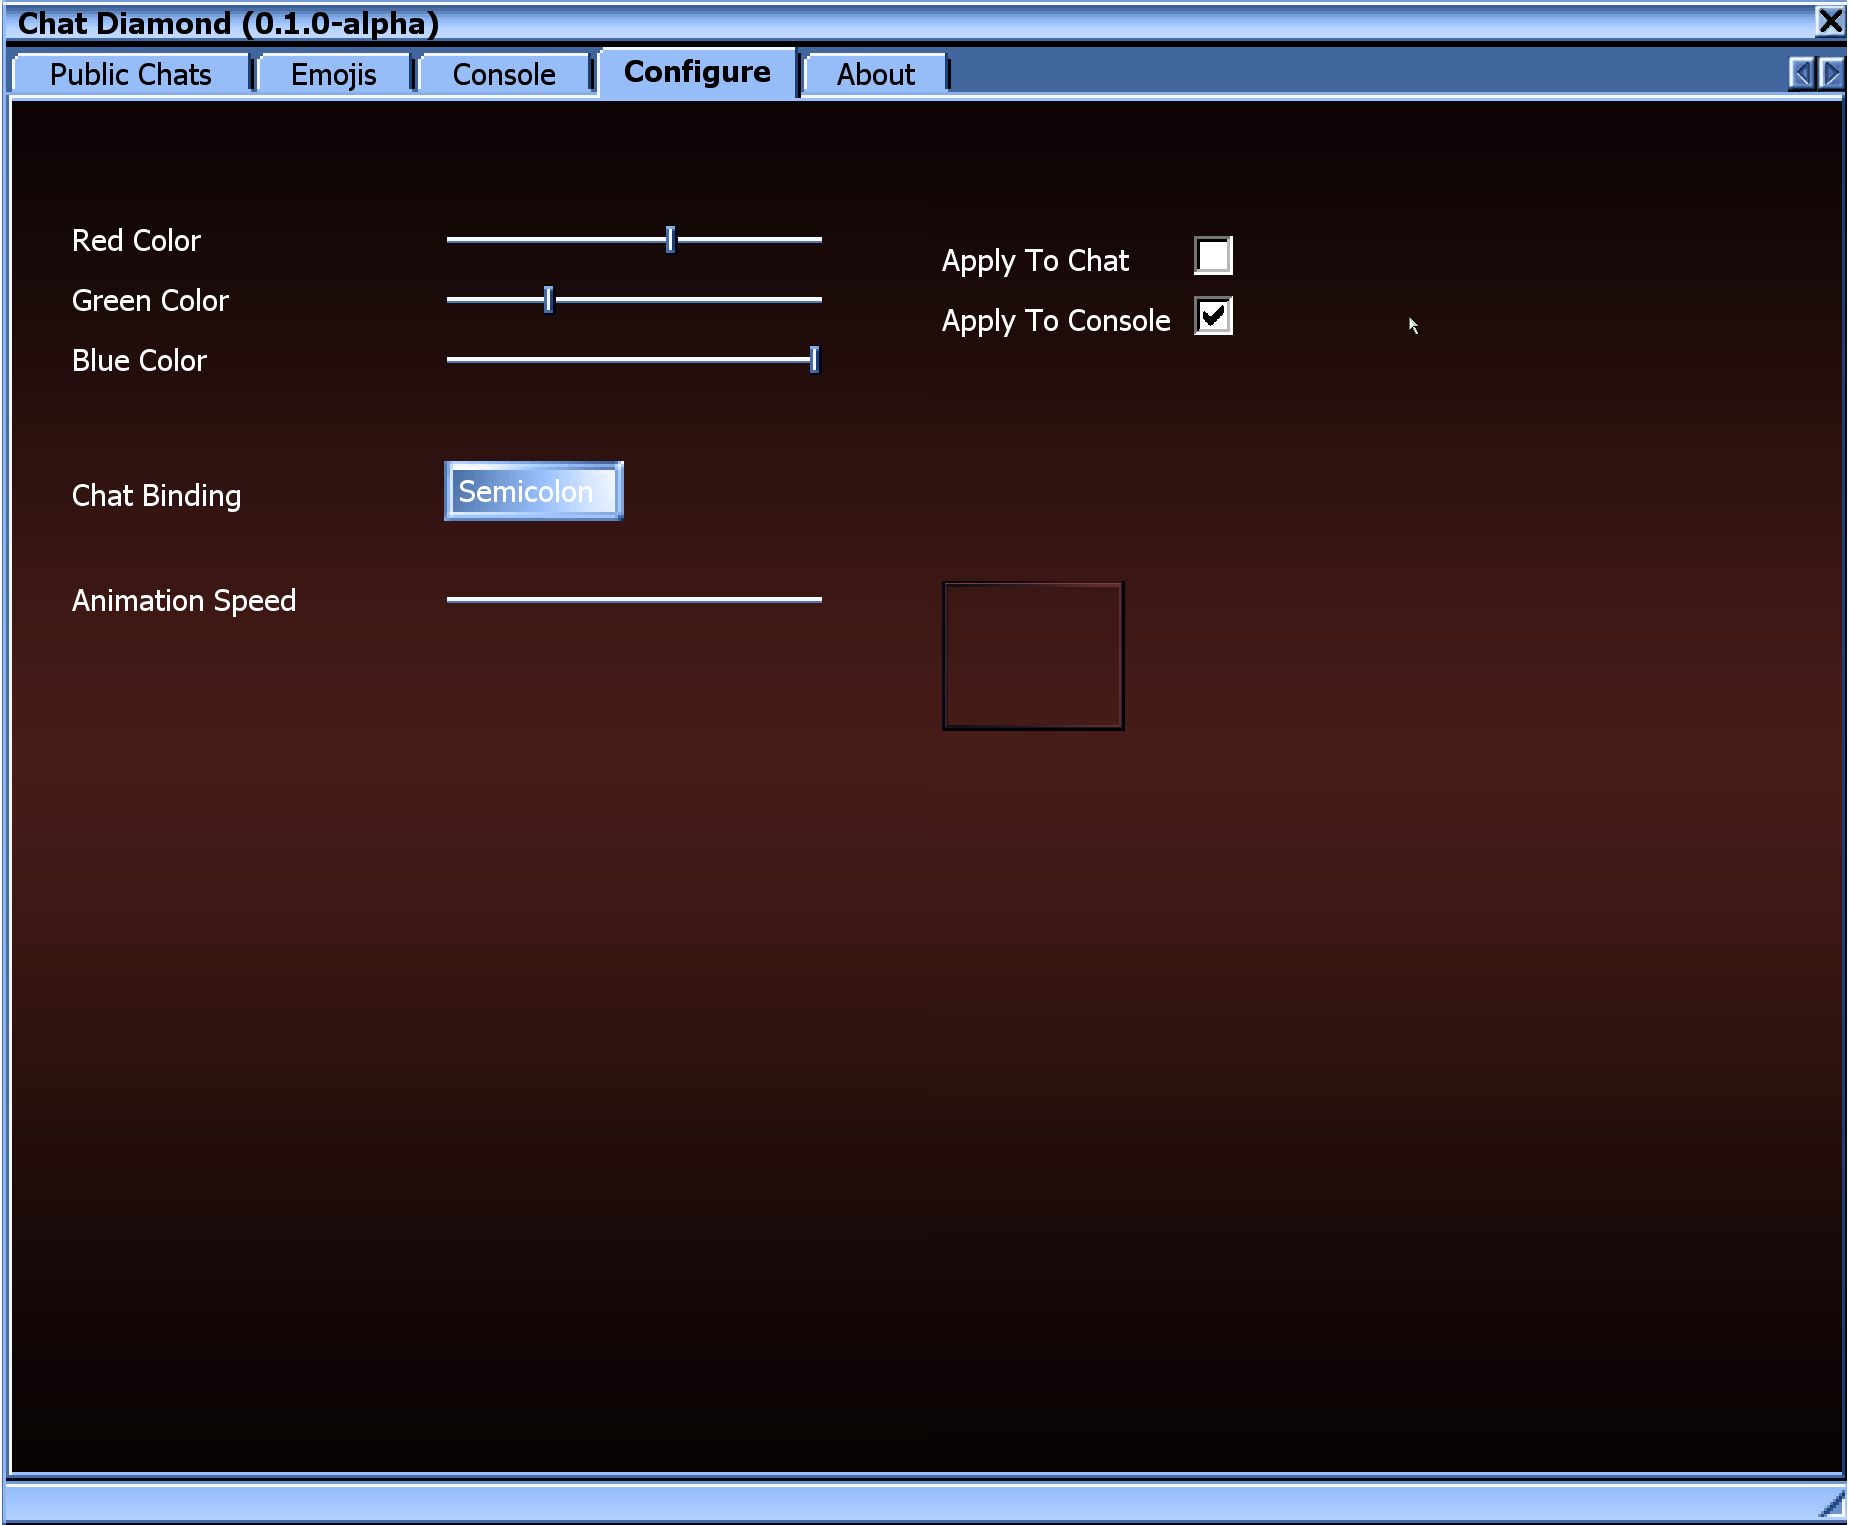 Chat Diamond (0.1.0-alpha)
Public Chats Emojis Console Configure About
Red Color
Green Color
Blue Color
Apply To Chat
Apply To Console
Chat Binding Semicolon
Animation Speed